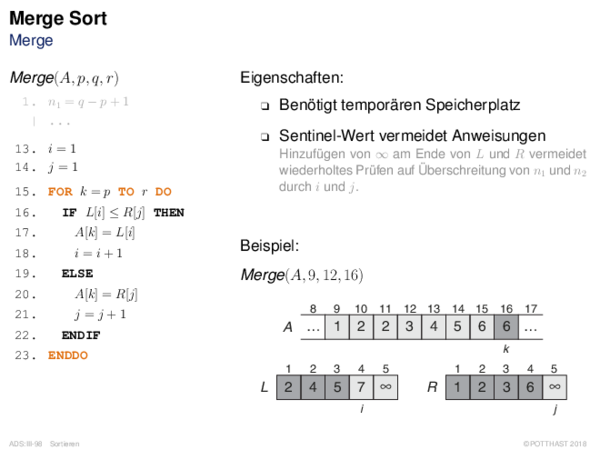 Merge Sort
Merge
Merge(A, p, q, r)
1. n₁ = q − p + 1
| ...
13. i = 1
14. j = 1
15. FOR k = p TO r DO
16. IF L[i] ≤ R[j] THEN
17. A[k] = L[i]
18. i = i + 1
19. ELSE
20. A[k] = R[j]
21. j = j + 1
22. ENDIF
23. ENDDO
Eigenschaften:
❑ Benötigt temporären Speicherplatz
❑ Sentinel-Wert vermeidet Anweisungen
Hinzufügen von ∞ am Ende von L und R vermeidet
wiederholtes Prüfen auf Überschreitung von n₁ und n₂
durch i und j.
Beispiel:
Merge(A, 9, 12, 16)
8 9 10 11 12 13 14 15 16 17
A ... 1 2 2 3 4 5 6 6 ...
k
1 2 3 4 5 1 2 3 4 5
L 2 4 5 7 ∞ R 1 2 3 6 ∞
i j
ADS:III-98 Sortieren © POTTHAST 2018